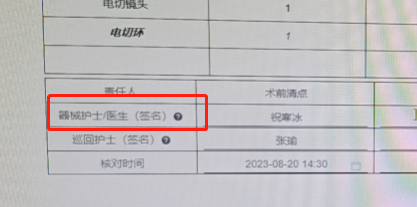 电切镜头 1
电切环 1
责任人 术前清点
器械护士/医生（签名） 祝寒冰
巡回护士（签名） 张瑜
核对时间 2023-08-20 14:30